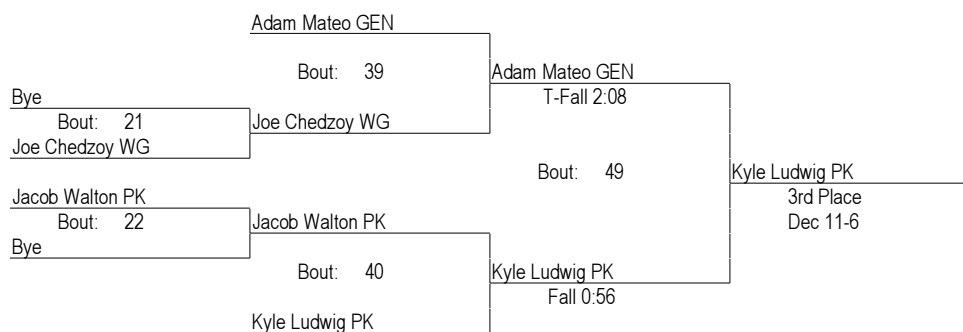 Adam Mateo GEN
Bout: 39
Adam Mateo GEN
T-Fall 2:08
Bye
Bout: 21
Joe Chedzoy WG
Joe Chedzoy WG
Bout: 49
Kyle Ludwig PK
3rd Place
Dec 11-6
Jacob Walton PK
Bout: 22
Jacob Walton PK
Bye
Bout: 40
Kyle Ludwig PK
Fall 0:56
Kyle Ludwig PK